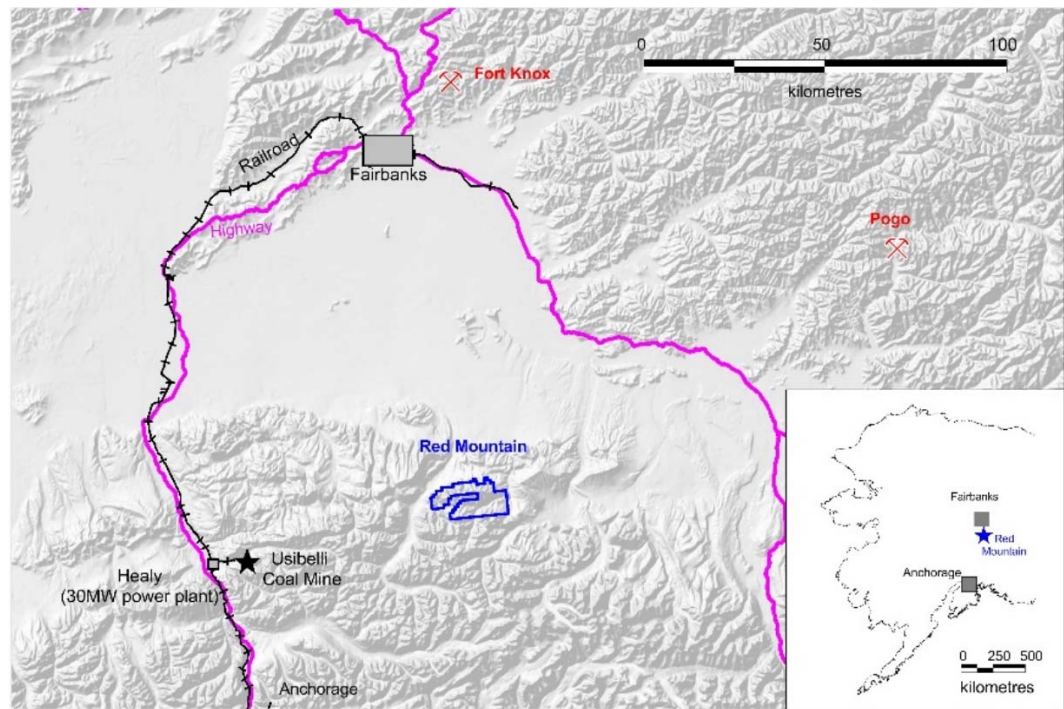 0 50 100
kilometres
Fort Knox
Railroad
Fairbanks
Highway
Pogo
Red Mountain
Usibelli
Coal Mine
Healy
(30MW power plant)
Anchorage
Fairbanks
Red
Mountain
Anchorage
0 250 500
kilometres